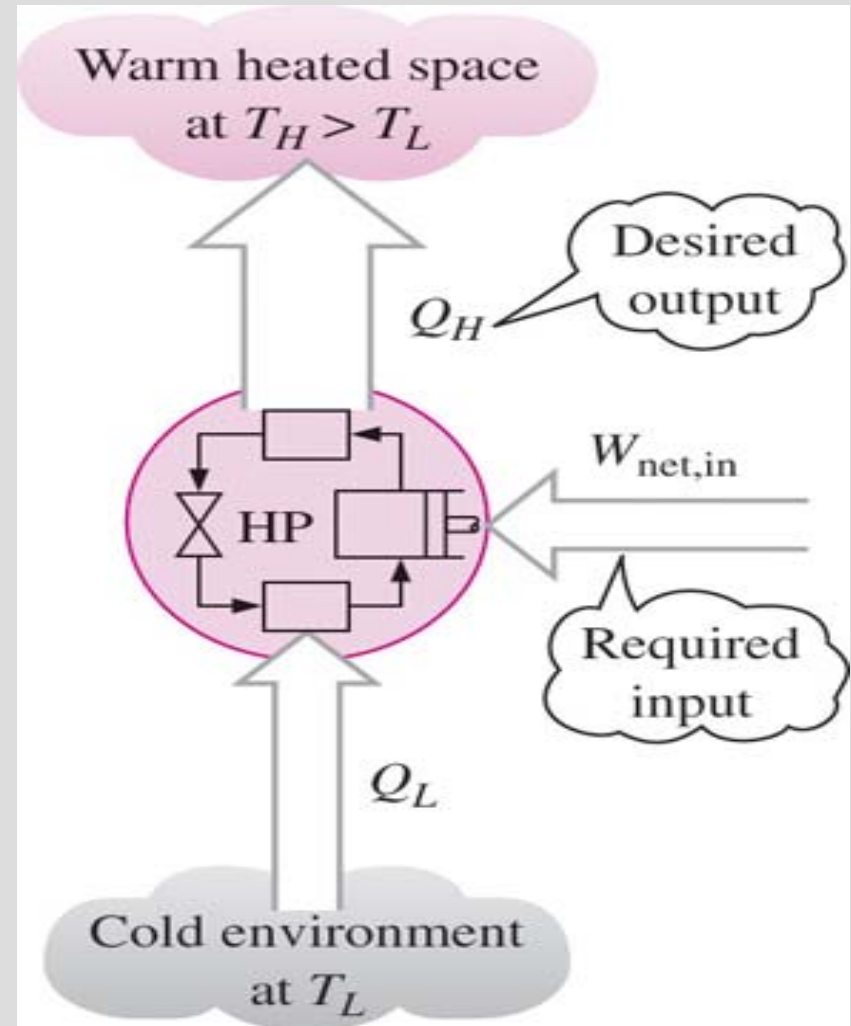 Warm heated space
at T_H > T_L
Desired
output
Q_H
W_net,in
HP
Required
input
Q_L
Cold environment
at T_L